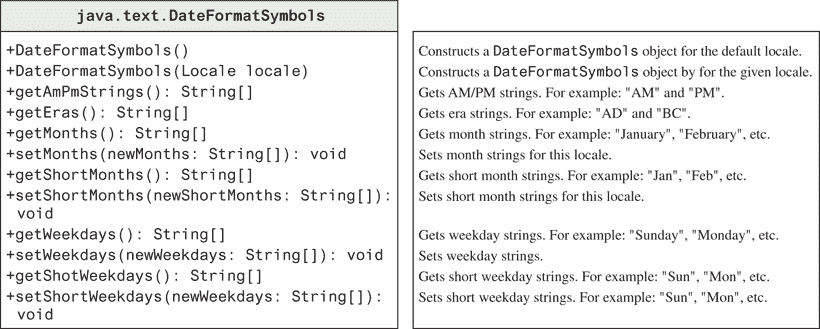 java.text.DateFormatSymbols
+DateFormatSymbols()
+DateFormatSymbols(Locale locale)
+getAmPmStrings(): String[]
+getEras(): String[]
+getMonths(): String[]
+setMonths(newMonths: String[]): void
+getShortMonths(): String[]
+setShortMonths(newShortMonths: String[]):
void
+getWeekdays(): String[]
+setWeekdays(newWeekdays: String[]): void
+getShotWeekdays(): String[]
+setShortWeekdays(newWeekdays: String[]):
void
Constructs a DateFormatSymbols object for the default locale.
Constructs a DateFormatSymbols object by for the given locale.
Gets AM/PM strings. For example: "AM" and "PM".
Gets era strings. For example: "AD" and "BC".
Gets month strings. For example: "January", "February", etc.
Sets month strings for this locale.
Gets short month strings. For example: "Jan", "Feb", etc.
Sets short month strings for this locale.
Gets weekday strings. For example: "Sunday", "Monday", etc.
Sets weekday strings.
Gets short weekday strings. For example: "Sun", "Mon", etc.
Sets short weekday strings. For example: "Sun", "Mon", etc.